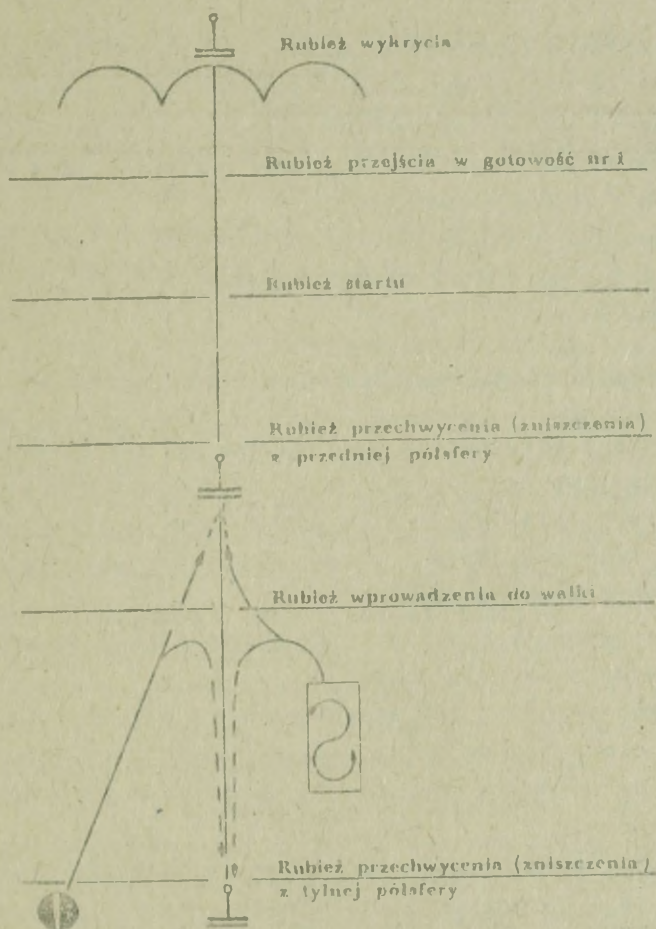 Rubież wykrycia
Rubież przejścia w gotowość nr 1
Rubież startu
Rubież przechwycenia (zniszczenia)
z przedniej półsfery
Rubież wprowadzenia do walki
Rubież przechwycenia (zniszczenia)
z tylnej półsfery